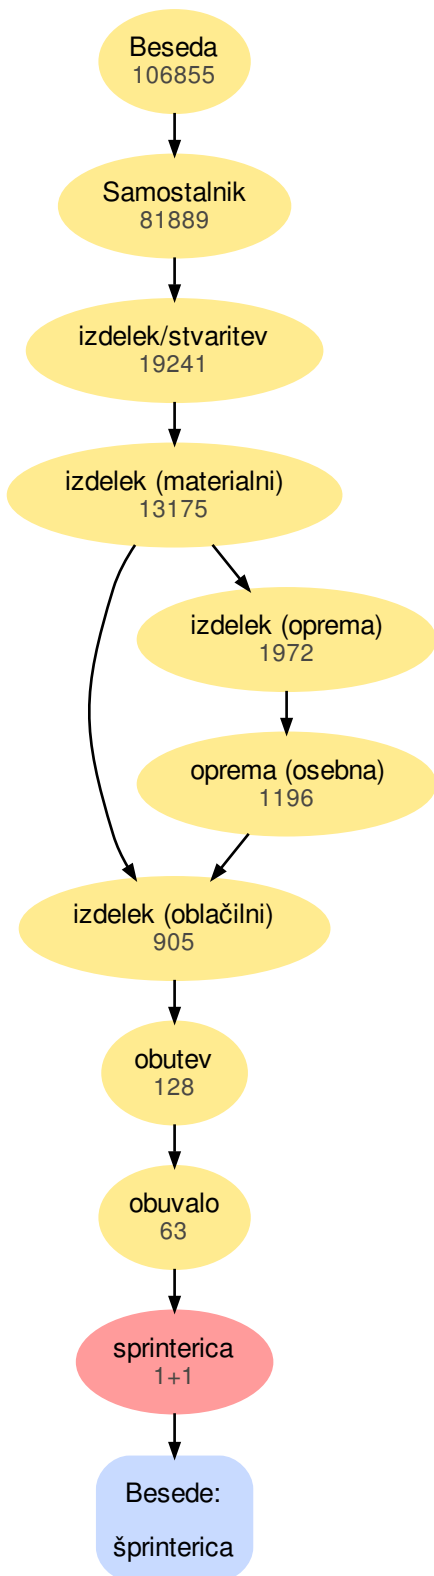 Beseda
106855
Samostalnik
81889
izdelek/stvaritev
19241
izdelek (materialni)
13175
izdelek (oprema)
1972
oprema (osebna)
1196
izdelek (oblačilni)
905
obutev
128
obuvalo
63
sprinterica
1+1
Besede:
šprinterica